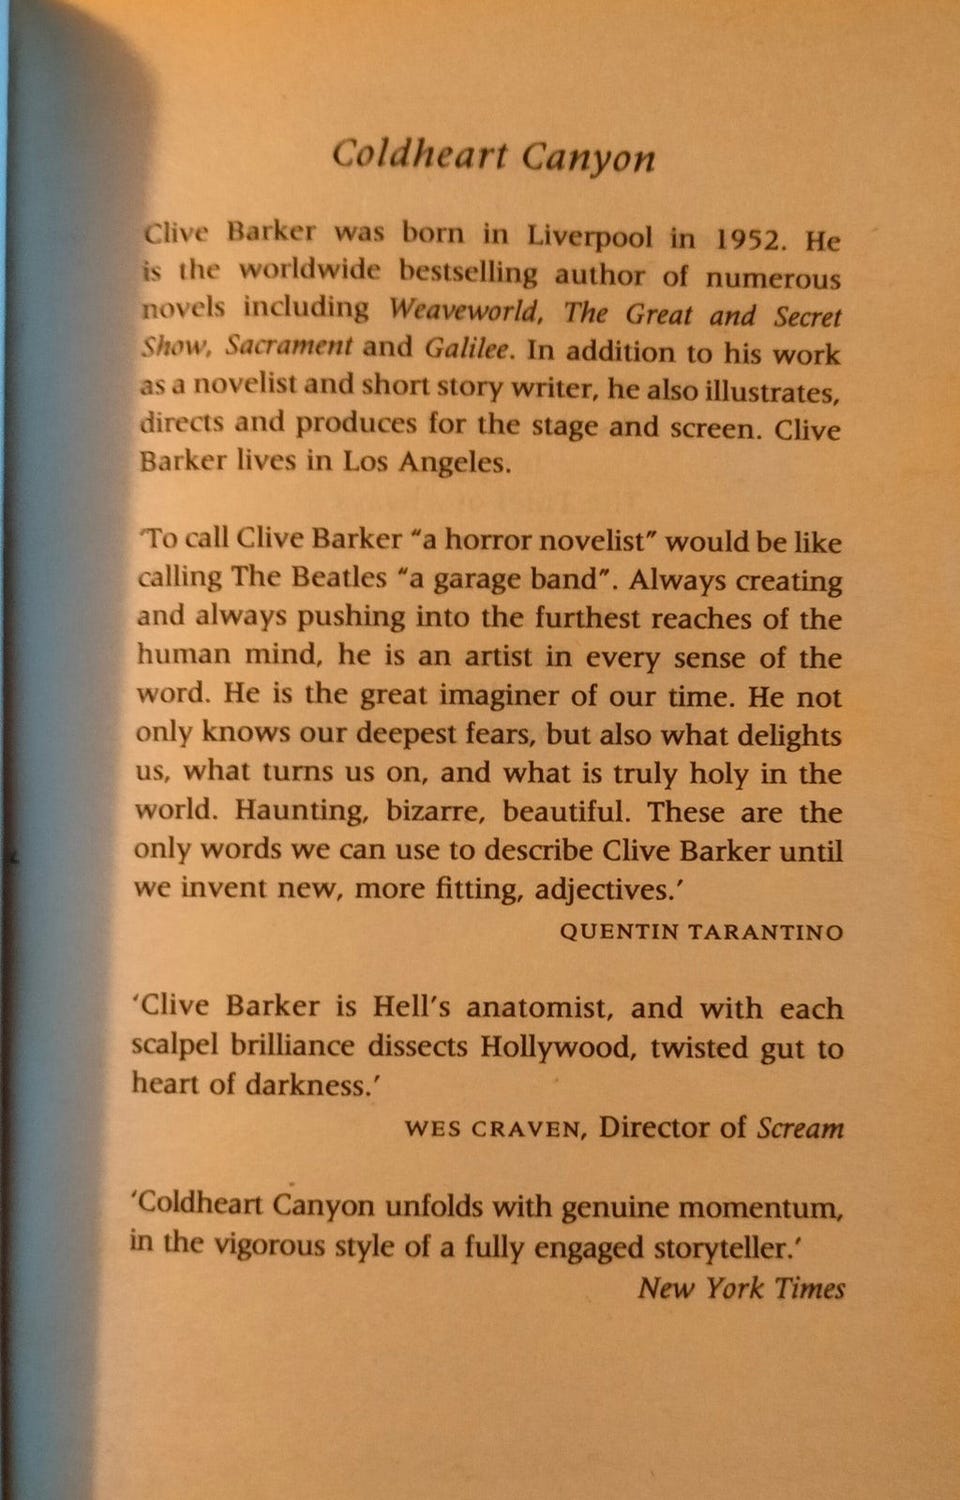 Coldheart Canyon
Clive Barker was born in Liverpool in 1952. He
is the worldwide bestselling author of numerous
novels including Weaveworld, The Great and Secret
Show, Sacrament and Galilee. In addition to his work
as a novelist and short story writer, he also illustrates,
directs and produces for the stage and screen. Clive
Barker lives in Los Angeles.
'To call Clive Barker "a horror novelist" would be like
calling The Beatles "a garage band". Always creating
and always pushing into the furthest reaches of the
human mind, he is an artist in every sense of the
word. He is the great imaginer of our time. He not
only knows our deepest fears, but also what delights
us, what turns us on, and what is truly holy in the
world. Haunting, bizarre, beautiful. These are the
only words we can use to describe Clive Barker until
we invent new, more fitting, adjectives.'
QUENTIN TARANTINO
'Clive Barker is Hell's anatomist, and with each
scalpel brilliance dissects Hollywood, twisted gut to
heart of darkness.'
WES CRAVEN, Director of Scream
'Coldheart Canyon unfolds with genuine momentum,
in the vigorous style of a fully engaged storyteller.'
New York Times